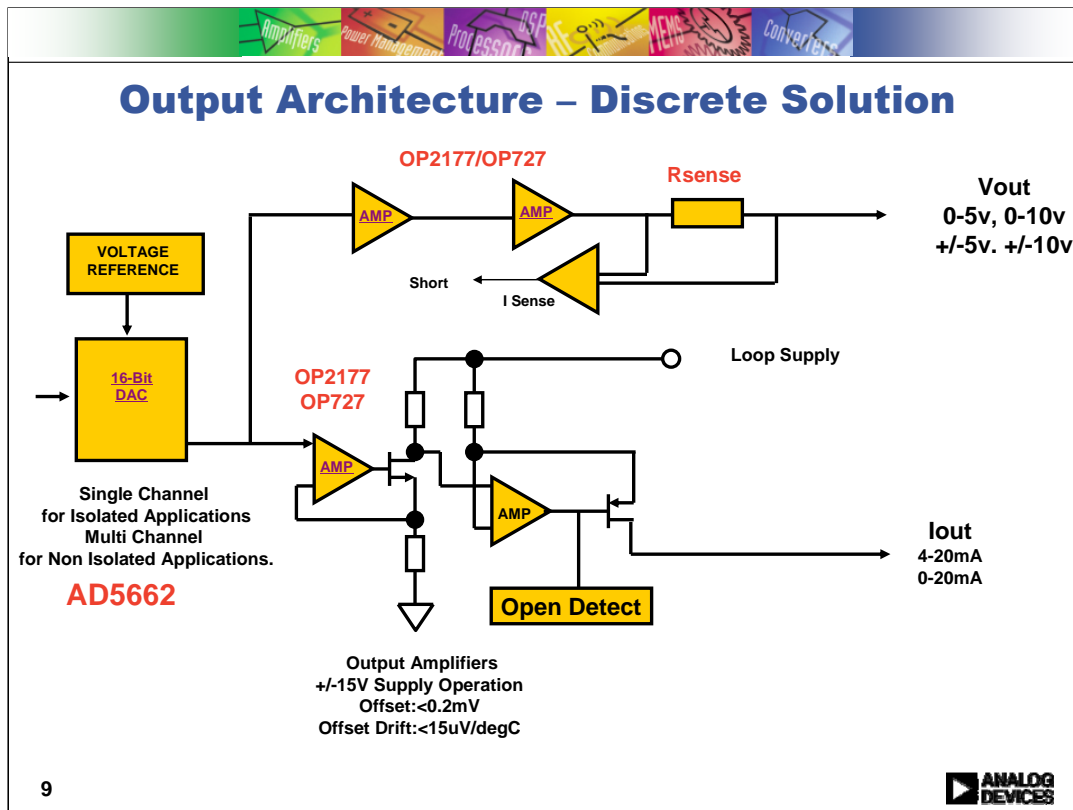 Amplifiers
Power Management
Processors DSP
RF
MEMS
Converters
Output Architecture – Discrete Solution
OP2177/OP727
Rsense
AMP
AMP
Vout
0-5v, 0-10v
+/-5v. +/-10v
VOLTAGE
REFERENCE
Short
I Sense
Loop Supply
16-Bit
DAC
OP2177
OP727
AMP
AMP
Single Channel
for Isolated Applications
Multi Channel
for Non Isolated Applications.
AD5662
Iout
4-20mA
0-20mA
Open Detect
Output Amplifiers
+/-15V Supply Operation
Offset:<0.2mV
Offset Drift:<15uV/degC
9
ANALOG
DEVICES